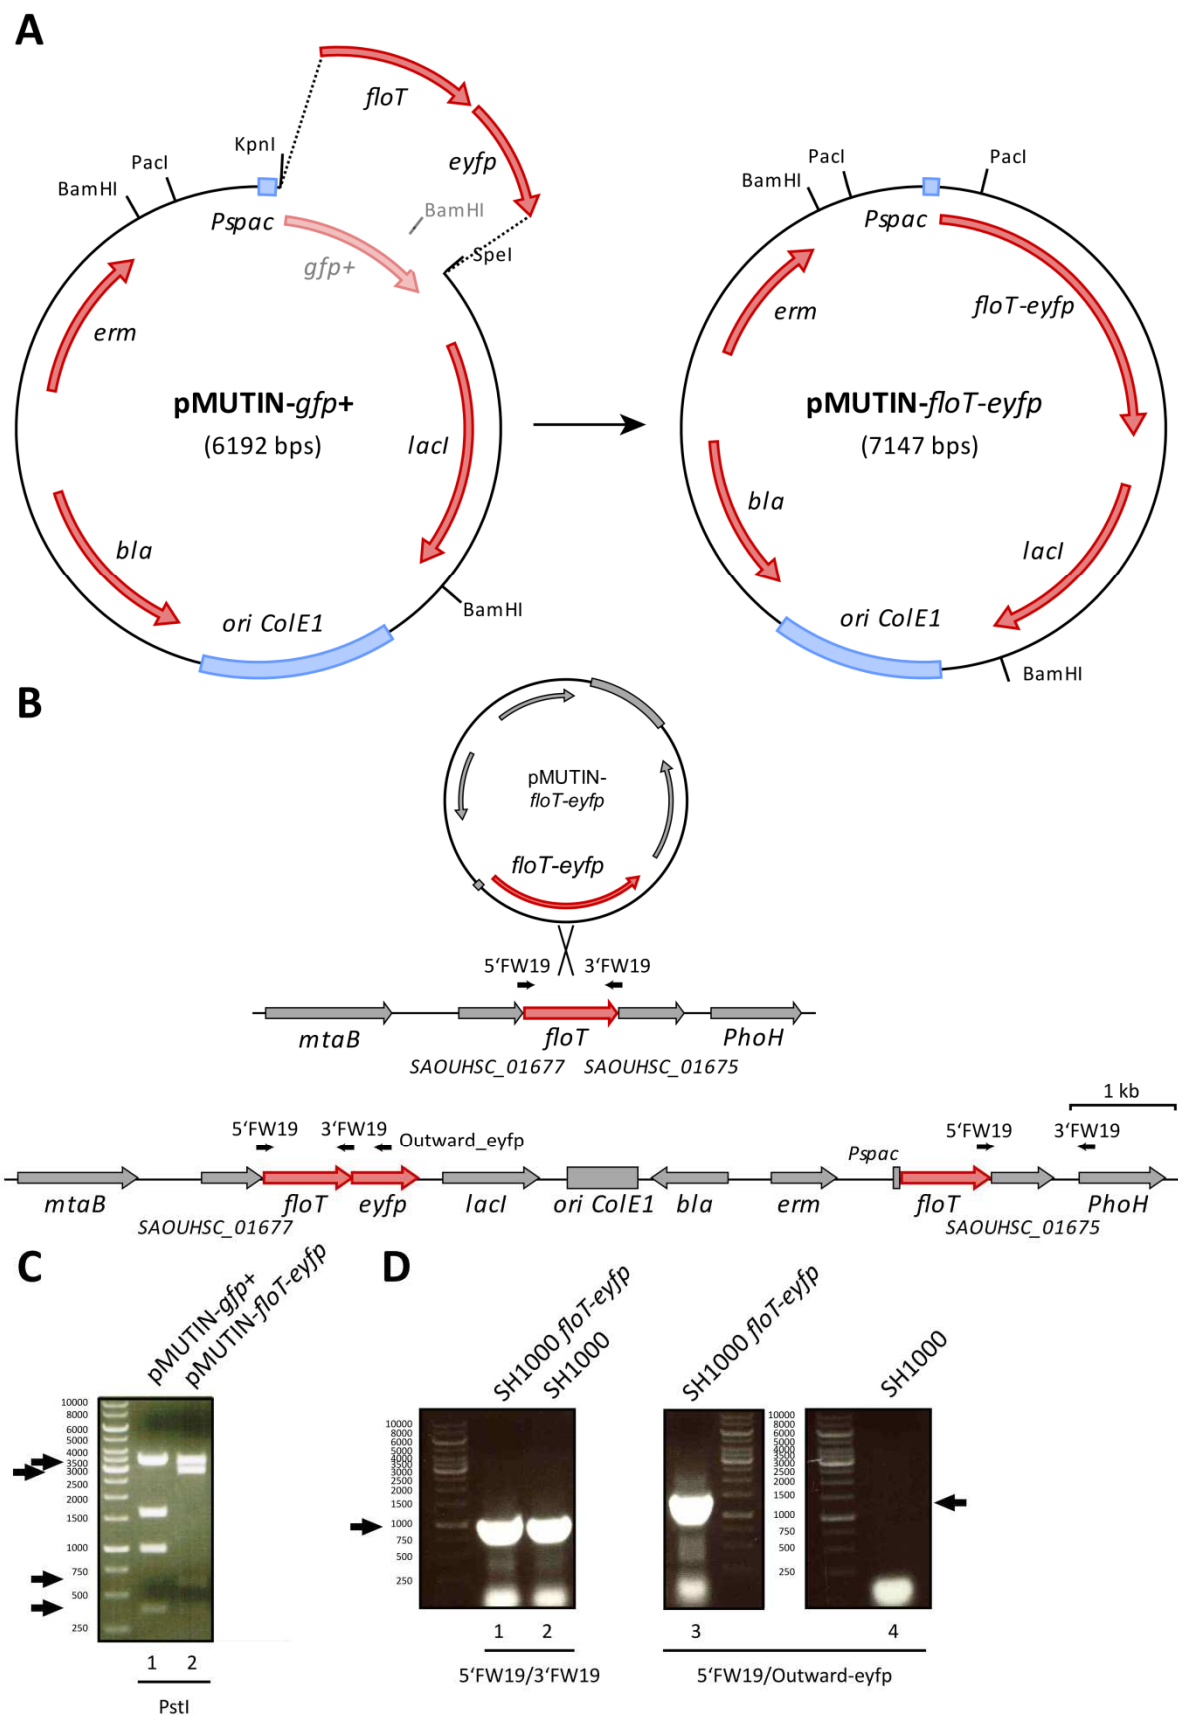 A
floT
eyfp
KpnI
PacI
BamHI
Pspac
BamHI
gfp+
SpeI
erm
pMUTIN-gfp+
(6192 bps)
lacI
bla
ori ColE1
BamHI
PacI
PacI
BamHI
Pspac
erm
floT-eyfp
pMUTIN-floT-eyfp
(7147 bps)
bla
lacI
ori ColE1
BamHI
B
pMUTIN-
floT-eyfp
floT-eyfp
5‘FW19 3‘FW19
mtaB floT PhoH
SAOUHSC_01677 SAOUHSC_01675
1 kb
5‘FW19 3‘FW19 Outward_eyfp 5‘FW19 3‘FW19
Pspac
mtaB floT eyfp lacI ori ColE1 bla erm floT PhoH
SAOUHSC_01677 SAOUHSC_01675
C
pMUTIN-gfp+
pMUTIN-floT-eyfp
10000
8000
6000
5000
4000
3500
3000
2500
2000
1500
1000
750
500
250
1 2
PstI
D
SH1000 floT-eyfp
SH1000
10000
8000
6000
5000
4000
3500
3000
2500
2000
1500
1000
750
500
250
1 2
5‘FW19/3‘FW19
SH1000 floT-eyfp
SH1000
10000
8000
6000
5000
4000
3500
3000
2500
2000
1500
1000
750
500
250
3 4
5‘FW19/Outward-eyfp